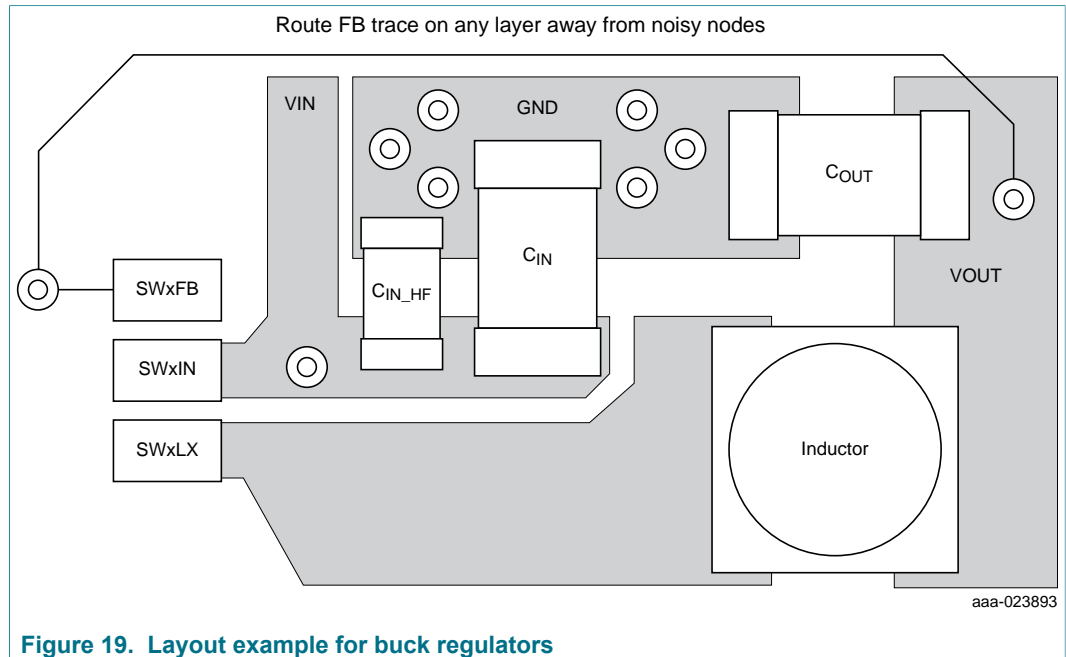 Route FB trace on any layer away from noisy nodes
VIN
GND
COUT
CIN
CIN_HF
SWxFB
VOUT
SWxIN
SWxLX
Inductor
aaa-023893
Figure 19. Layout example for buck regulators